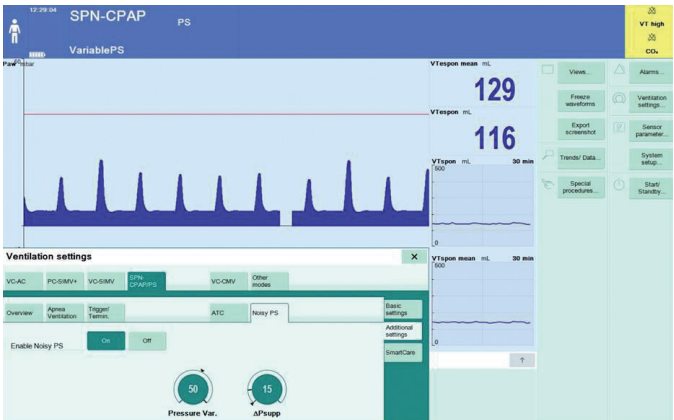 12:29:04
SPN-CPAP
PS
VariablePS
VT high
CO₂
Paw mbar
60
VTespon mean mL
129
VTespon mL
116
VTspon mL 30 min
600
0
VTespon mean mL 30 min
600
0
Views...
Alarms...
Freeze
waveforms
Ventilation
settings...
Export
screenshot
Sensor
parameter...
Trends/ Data...
System
setup...
Special
procedures...
Start/
Standby...
Ventilation settings
×
VC-AC
PC-SIMV+
VC-SIMV
SPN-
CPAP/PS
VC-CMV
Other
modes
Overview
Apnea
Ventilation
Trigger/
Termin.
ATC
Noisy PS
Basic
settings
Additional
settings
SmartCare
Enable Noisy PS
On
Off
50
15
Pressure Var.
ΔPsupp